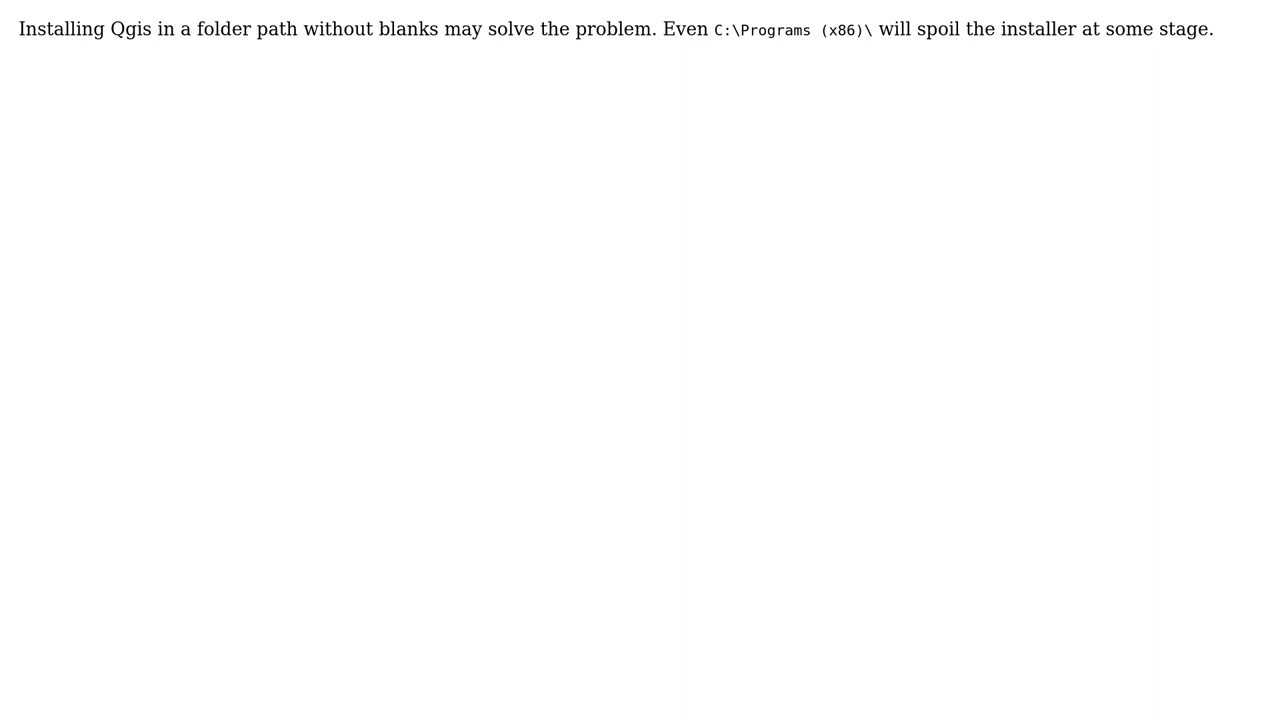 Installing Qgis in a folder path without blanks may solve the problem. Even C:\Programs (x86)\ will spoil the installer at some stage.